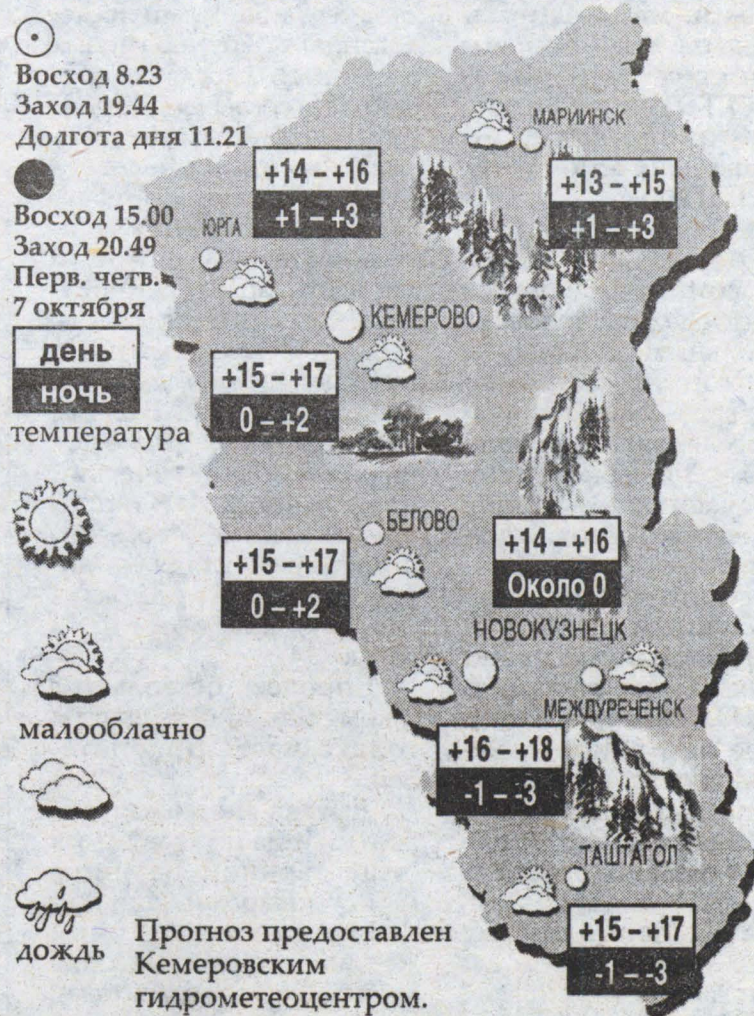 Восход 8.23
Заход 19.44
Долгота дня 11.21
Восход 15.00
Заход 20.49
Перв. четв.
7 октября
день
ночь
температура
малооблачно
дождь
МАРИИНСК
+14 – +16
+1 – +3
+13 – +15
+1 – +3
ЮРГА
КЕМЕРОВО
+15 – +17
0 – +2
БЕЛОВО
+15 – +17
0 – +2
+14 – +16
Около 0
НОВОКУЗНЕЦК
МЕЖДУРЕЧЕНСК
+16 – +18
-1 – -3
ТАШТАГОЛ
+15 – +17
-1 – -3
Прогноз предоставлен
Кемеровским
гидрометеоцентром.